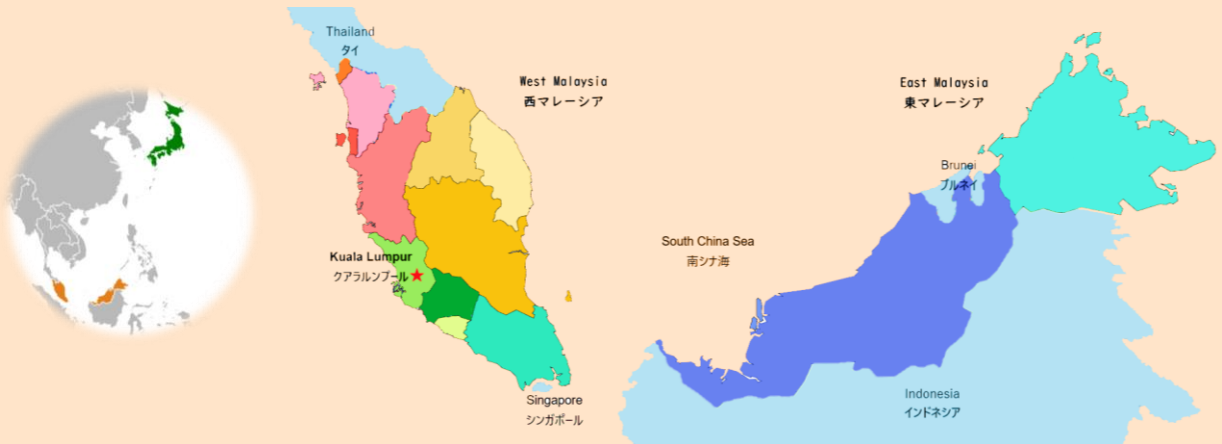 Thailand
タイ
West Malaysia
西マレーシア
East Malaysia
東マレーシア
Brunei
ブルネイ
South China Sea
南シナ海
Kuala Lumpur
クアラルンプール
Indonesia
インドネシア
Singapore
シンガポール